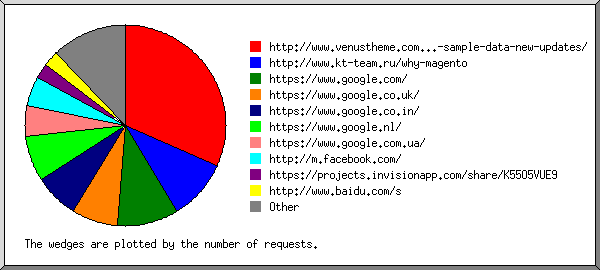 http://www.venustheme.com...-sample-data-new-updates/
http://www.kt-team.ru/why-magento
https://www.google.com/
https://www.google.co.uk/
https://www.google.co.in/
https://www.google.nl/
https://www.google.com.ua/
http://m.facebook.com/
https://projects.invisionapp.com/share/K5505VUE9
http://www.baidu.com/s
Other
The wedges are plotted by the number of requests.